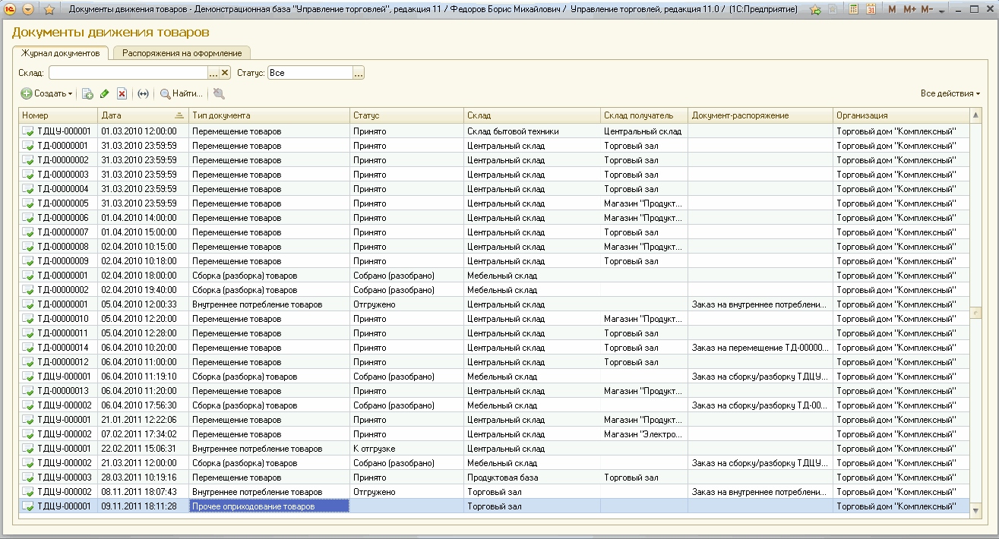 Документы движения товаров - Демонстрационная база "Управление торговлей", редакция 11 / Федоров Борис Михайлович / Управление торговлей, редакция 11.0 / (1С:Предприятие) 31 M M+ M-
Документы движения товаров
Журнал документов Распоряжения на оформление
Склад: ... Статус: Все ...
Создать Найти... Все действия
Номер Дата Тип документа Статус Склад Склад получатель Документ-распоряжение Организация
ТДЦУ-000001 01.03.2010 12:00:00 Перемещение товаров Принято Склад бытовой техники Центральный склад Торговый дом "Комплексный"
ТД-00000001 31.03.2010 23:59:59 Перемещение товаров Принято Центральный склад Торговый зал Торговый дом "Комплексный"
ТД-00000002 31.03.2010 23:59:59 Перемещение товаров Принято Центральный склад Торговый зал Торговый дом "Комплексный"
ТД-00000003 31.03.2010 23:59:59 Перемещение товаров Принято Центральный склад Торговый зал Торговый дом "Комплексный"
ТД-00000004 31.03.2010 23:59:59 Перемещение товаров Принято Центральный склад Торговый зал Торговый дом "Комплексный"
ТД-00000005 31.03.2010 23:59:59 Перемещение товаров Принято Центральный склад Магазин "Продукт... Торговый дом "Комплексный"
ТД-00000006 01.04.2010 14:00:00 Перемещение товаров Принято Центральный склад Магазин "Продукт... Торговый дом "Комплексный"
ТД-00000007 01.04.2010 15:00:00 Перемещение товаров Принято Центральный склад Торговый зал Торговый дом "Комплексный"
ТД-00000008 02.04.2010 10:15:00 Перемещение товаров Принято Центральный склад Магазин "Продукт... Торговый дом "Комплексный"
ТД-00000009 02.04.2010 10:18:00 Перемещение товаров Принято Центральный склад Торговый зал Торговый дом "Комплексный"
ТД-00000001 02.04.2010 18:00:00 Сборка (разборка) товаров Собрано (разобрано) Мебельный склад Торговый дом "Комплексный"
ТД-00000002 02.04.2010 19:40:00 Сборка (разборка) товаров Собрано (разобрано) Мебельный склад Торговый дом "Комплексный"
ТД-00000001 05.04.2010 12:00:33 Внутреннее потребление товаров Отгружено Центральный склад Заказ на внутреннее потреблени... Торговый дом "Комплексный"
ТД-00000010 05.04.2010 12:20:00 Перемещение товаров Принято Центральный склад Магазин "Продукт... Торговый дом "Комплексный"
ТД-00000011 05.04.2010 12:28:00 Перемещение товаров Принято Центральный склад Торговый зал Торговый дом "Комплексный"
ТД-00000014 06.04.2010 10:20:00 Перемещение товаров Принято Центральный склад Торговый зал Заказ на перемещение ТД-00000... Торговый дом "Комплексный"
ТД-00000012 06.04.2010 11:00:00 Перемещение товаров Принято Центральный склад Торговый зал Торговый дом "Комплексный"
ТДЦУ-000001 06.04.2010 11:19:10 Сборка (разборка) товаров Собрано (разобрано) Мебельный склад Заказ на сборку/разборку ТДЦУ... Торговый дом "Комплексный"
ТД-00000013 06.04.2010 11:20:00 Перемещение товаров Принято Центральный склад Магазин "Продукт... Торговый дом "Комплексный"
ТДЦУ-000002 06.04.2010 17:56:30 Сборка (разборка) товаров Собрано (разобрано) Мебельный склад Заказ на сборку/разборку ТД-00... Торговый дом "Комплексный"
ТДЦУ-000001 21.01.2011 12:22:06 Перемещение товаров Принято Центральный склад Магазин "Продукт... Торговый дом "Комплексный"
ТДЦУ-000002 07.02.2011 17:34:02 Перемещение товаров Принято Центральный склад Магазин "Электро... Торговый дом "Комплексный"
ТДЦУ-000001 22.02.2011 15:06:31 Внутреннее потребление товаров К отгрузке Центральный склад Торговый дом "Комплексный"
ТДЦУ-000002 21.03.2011 12:00:00 Сборка (разборка) товаров Собрано (разобрано) Мебельный склад Заказ на сборку/разборку ТДЦУ... Торговый дом "Комплексный"
ТДЦУ-000003 28.03.2011 10:19:16 Перемещение товаров Принято Продуктовая база Торговый зал Торговый дом "Комплексный"
ТДЦУ-000002 08.11.2011 18:07:43 Внутреннее потребление товаров Отгружено Торговый зал Заказ на внутреннее потреблени... Торговый дом "Комплексный"
ТДЦУ-000001 09.11.2011 18:11:28 Прочее оприходование товаров Торговый зал Торговый дом "Комплексный"